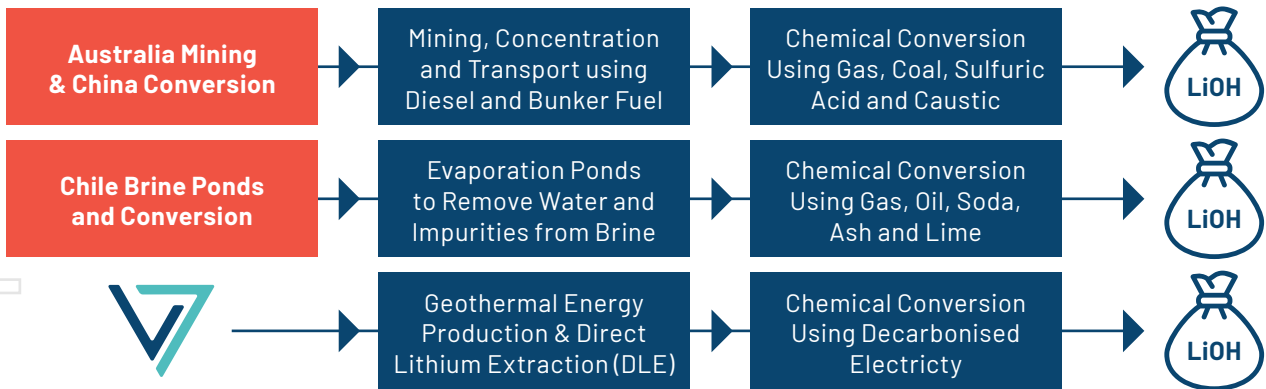 Australia Mining
& China Conversion
Mining, Concentration
and Transport using
Diesel and Bunker Fuel
Chemical Conversion
Using Gas, Coal, Sulfuric
Acid and Caustic
LiOH
Chile Brine Ponds
and Conversion
Evaporation Ponds
to Remove Water and
Impurities from Brine
Chemical Conversion
Using Gas, Oil, Soda,
Ash and Lime
LiOH
Geothermal Energy
Production & Direct
Lithium Extraction (DLE)
Chemical Conversion
Using Decarbonised
Electricty
LiOH